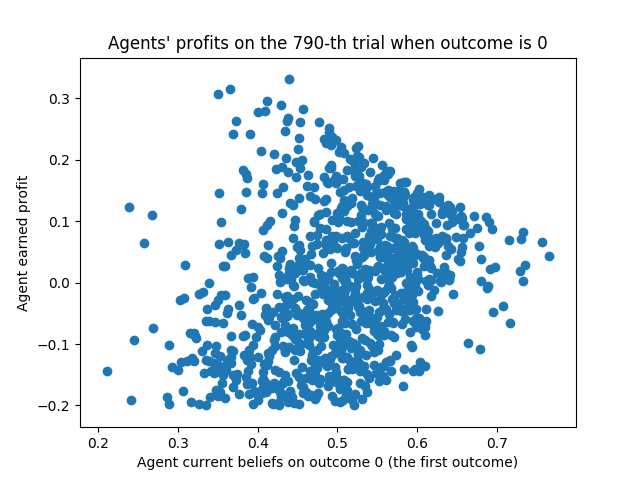 Agents' profits on the 790-th trial when outcome is 0
Agent earned profit
0.3
0.2
0.1
0.0
−0.1
−0.2
0.2 0.3 0.4 0.5 0.6 0.7
Agent current beliefs on outcome 0 (the first outcome)